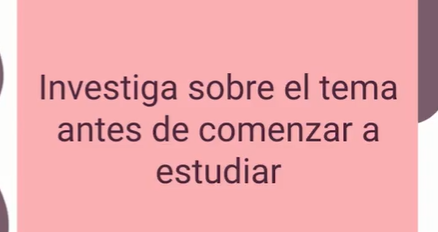 Investiga sobre el tema
antes de comenzar a
estudiar